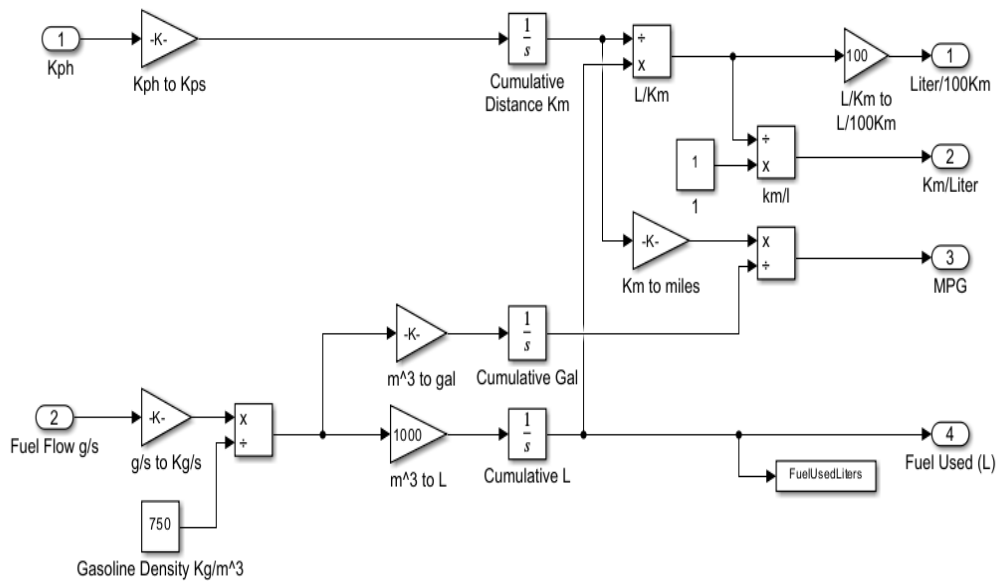 1
Kph
-K-
Kph to Kps
1
s
Cumulative
Distance Km
÷
x
L/Km
100
L/Km to
L/100Km
1
Liter/100Km
1
1
÷
x
km/l
2
Km/Liter
-K-
Km to miles
x
÷
3
MPG
-K-
m^3 to gal
1
s
Cumulative Gal
2
Fuel Flow g/s
-K-
g/s to Kg/s
x
÷
1000
m^3 to L
1
s
Cumulative L
4
Fuel Used (L)
FuelUsedLiters
750
Gasoline Density Kg/m^3